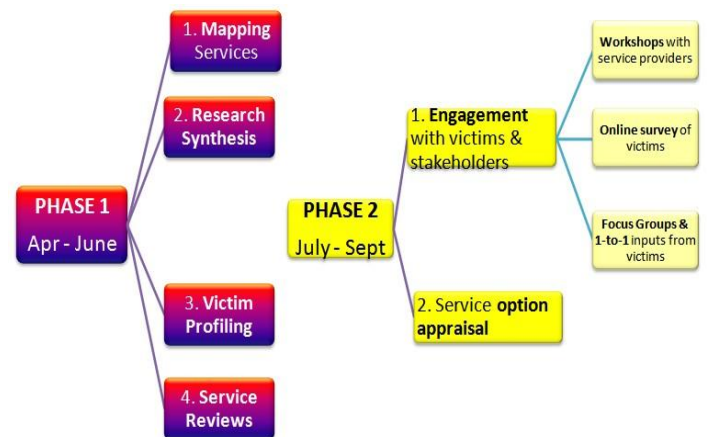 PHASE 1
Apr - June
1. Mapping
Services
2. Research
Synthesis
3. Victim
Profiling
4. Service
Reviews
PHASE 2
July - Sept
1. Engagement
with victims &
stakeholders
2. Service option
appraisal
Workshops with
service providers
Online survey of
victims
Focus Groups &
1-to-1 inputs from
victims